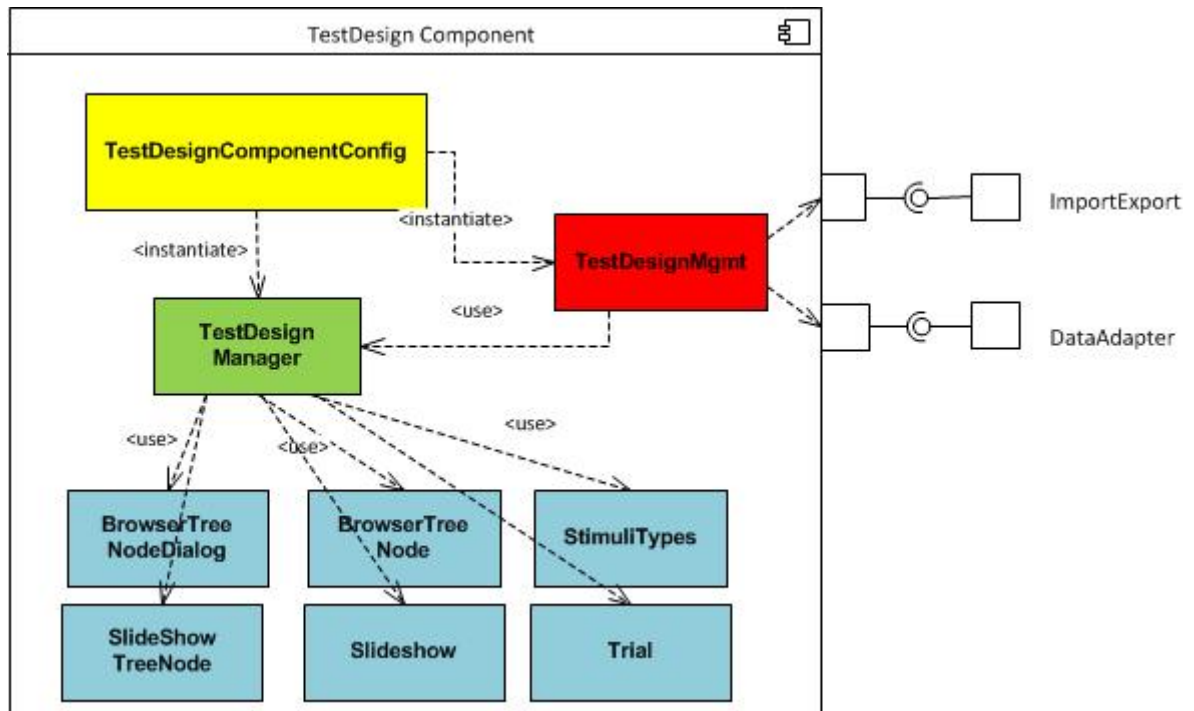 TestDesign Component
TestDesignComponentConfig
<instantiate>
<instantiate>
ImportExport
TestDesignMgmt
<use>
TestDesign
Manager
DataAdapter
<use>
<use>
<use>
BrowserTree
NodeDialog
BrowserTree
Node
StimuliTypes
SlideShow
TreeNode
Slideshow
Trial